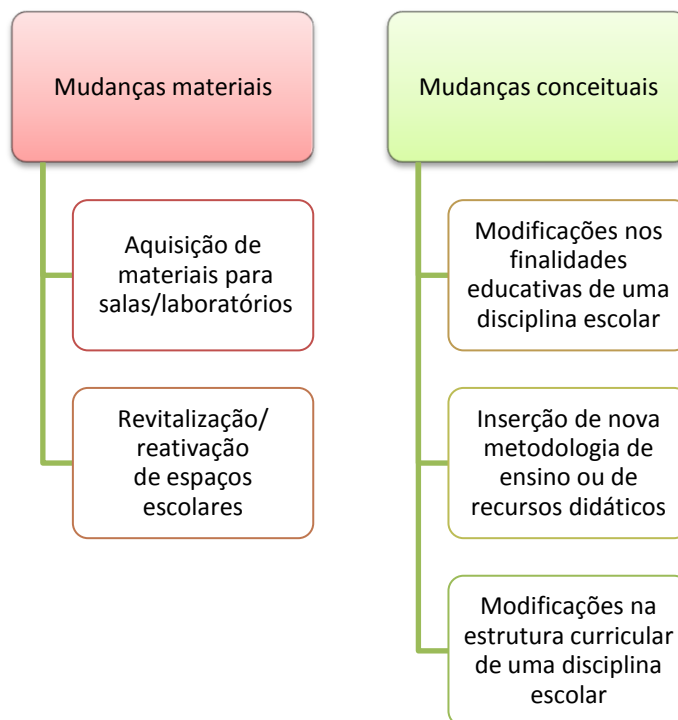 Mudanças materiais
Aquisição de
materiais para
salas/laboratórios
Revitalização/
reativação
de espaços
escolares
Mudanças conceituais
Modificações nos
finalidades
educativas de uma
disciplina escolar
Inserção de nova
metodologia de
ensino ou de
recursos didáticos
Modificações na
estrutura curricular
de uma disciplina
escolar